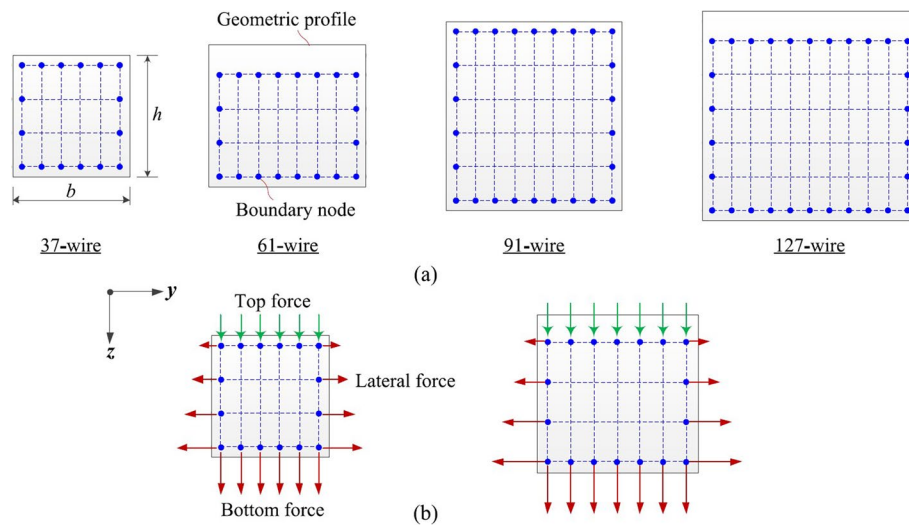 Geometric profile
h
b
Boundary node
37-wire
61-wire
91-wire
127-wire
(a)
y
z
Top force
Lateral force
Bottom force
(b)